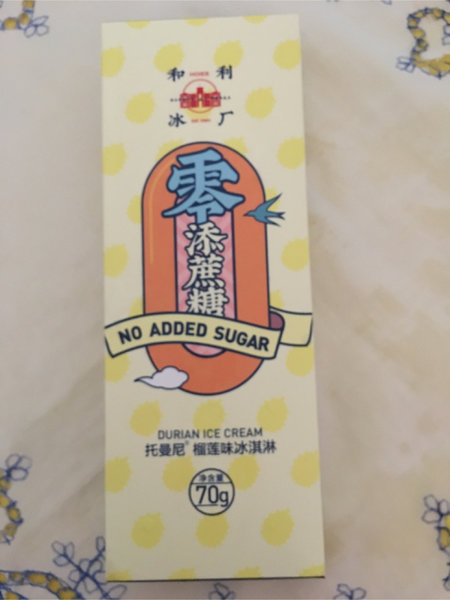 和利
冰厂
零添蔗糖
NO ADDED SUGAR
DURIAN ICE CREAM
托曼尼® 榴莲味冰淇淋
净含量
70g